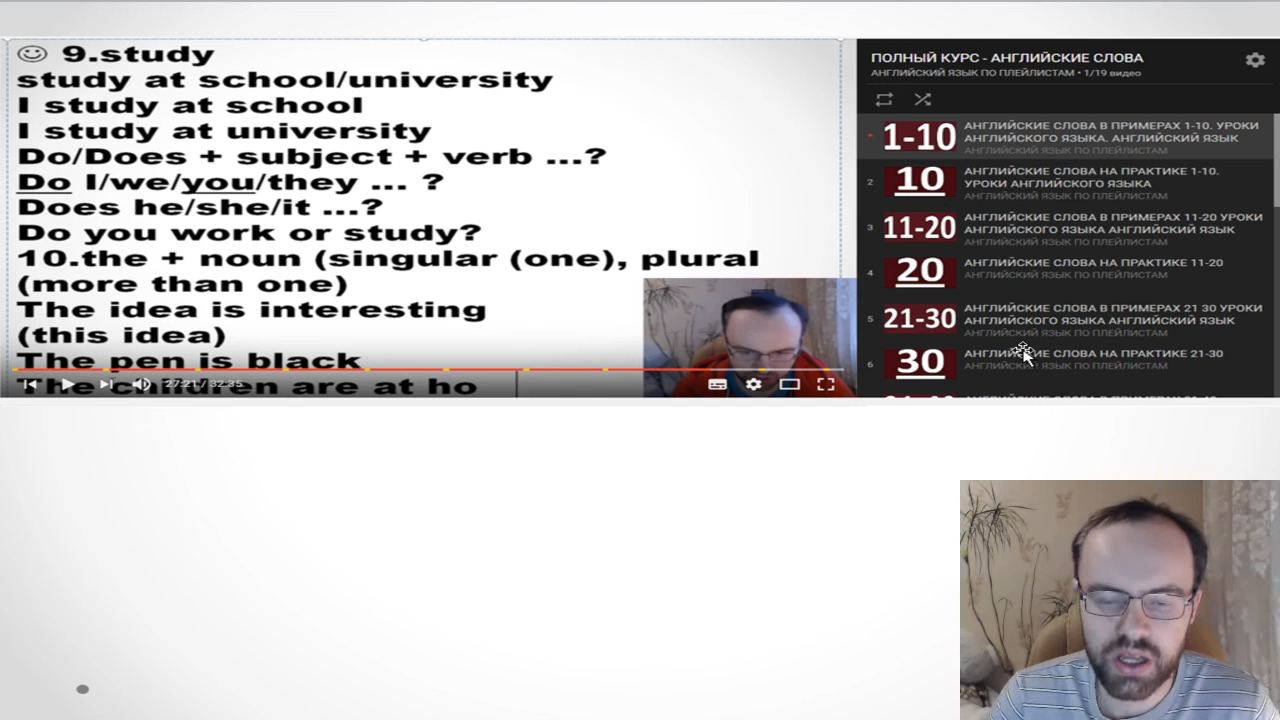 ☺ 9.study
study at school/university
I study at school
I study at university
Do/Does + subject + verb ...?
Do I/we/you/they ... ?
Does he/she/it ...?
Do you work or study?
10.the + noun (singular (one), plural
(more than one)
The idea is interesting
(this idea)
The pen is black
The children are at ho
27:21 / 32:35
ПОЛНЫЙ КУРС - АНГЛИЙСКИЕ СЛОВА
АНГЛИЙСКИЙ ЯЗЫК ПО ПЛЕЙЛИСТАМ • 1/19 видео
1-10
АНГЛИЙСКИЕ СЛОВА В ПРИМЕРАХ 1-10. УРОКИ
АНГЛИЙСКОГО ЯЗЫКА. АНГЛИЙСКИЙ ЯЗЫК
АНГЛИЙСКИЙ ЯЗЫК ПО ПЛЕЙЛИСТАМ
2
10
АНГЛИЙСКИЕ СЛОВА НА ПРАКТИКЕ 1-10.
УРОКИ АНГЛИЙСКОГО ЯЗЫКА
АНГЛИЙСКИЙ ЯЗЫК ПО ПЛЕЙЛИСТАМ
3
11-20
АНГЛИЙСКИЕ СЛОВА В ПРИМЕРАХ 11-20 УРОКИ
АНГЛИЙСКОГО ЯЗЫКА АНГЛИЙСКИЙ ЯЗЫК
АНГЛИЙСКИЙ ЯЗЫК ПО ПЛЕЙЛИСТАМ
4
20
АНГЛИЙСКИЕ СЛОВА НА ПРАКТИКЕ 11-20
АНГЛИЙСКИЙ ЯЗЫК ПО ПЛЕЙЛИСТАМ
5
21-30
АНГЛИЙСКИЕ СЛОВА В ПРИМЕРАХ 21 30 УРОКИ
АНГЛИЙСКОГО ЯЗЫКА АНГЛИЙСКИЙ ЯЗЫК
АНГЛИЙСКИЙ ЯЗЫК ПО ПЛЕЙЛИСТАМ
6
30
АНГЛИЙСКИЕ СЛОВА НА ПРАКТИКЕ 21-30
АНГЛИЙСКИЙ ЯЗЫК ПО ПЛЕЙЛИСТАМ